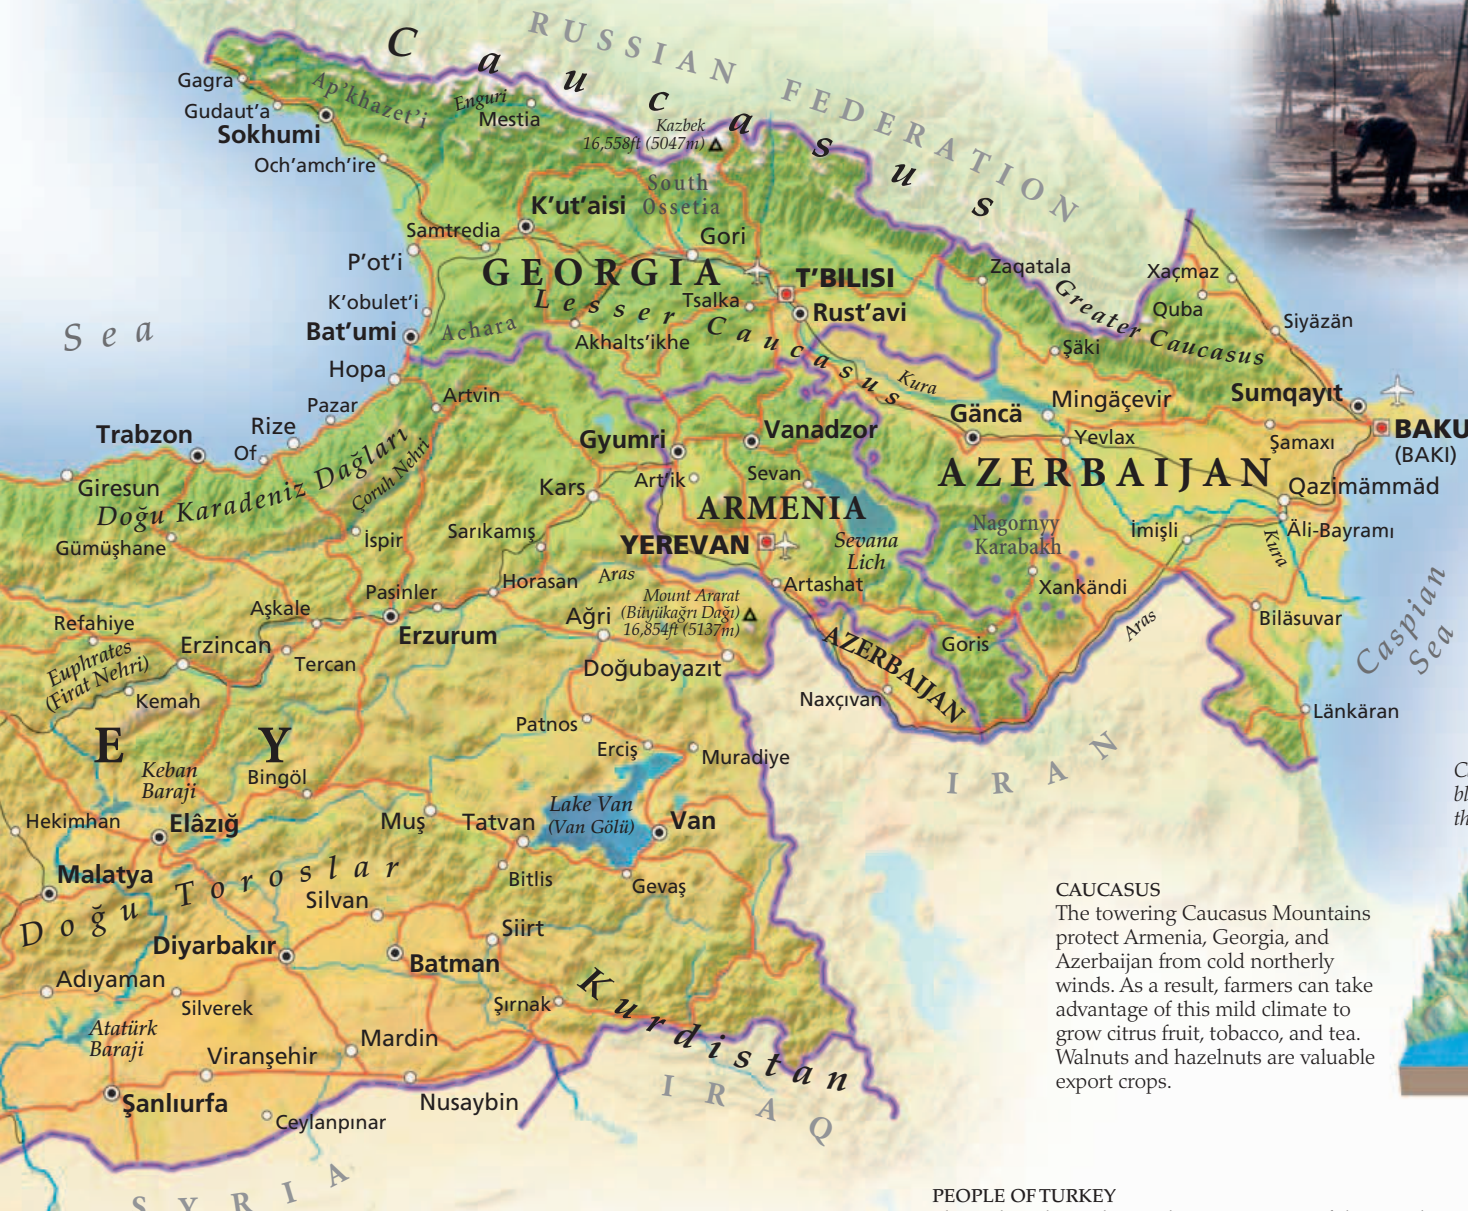 RUSSIAN FEDERATION
Caucasus
Gagra
Gudaut'a
Sokhumi
Och'amch'ire
Ap'khazet'i
Enguri
Mestia
Kazbek
16,558ft (5047m)
South
Ossetia
K'ut'aisi
Samtredia
Gori
P'ot'i
GEORGIA
T'BILISI
Zaqatala
Xaçmaz
Quba
Greater Caucasus
K'obulet'i
Lesser Caucasus
Tsalka
Rust'avi
Siyäzän
Sea
Bat'umi
Achara
Akhalts'ikhe
Şäki
Hopa
Kura
Sumqayıt
Artvin
Pazar
Rize
Of
Trabzon
Gyumri
Vanadzor
Gäncä
Mingäçevir
Yevlax
Şamaxı
BAKU
(BAKI)
Giresun
Doğu Karadeniz Dağları
Çoruh Nehri
Kars
Art'ik
Sevan
AZERBAIJAN
Qazimämmäd
ARMENIA
Gümüşhane
İspir
Sarıkamış
YEREVAN
Sevana
Lich
Nagornyy
Karabakh
İmişli
Äli-Bayramı
Kura
Horasan
Aras
Artashat
Xankändi
Pasinler
Aşkale
Mount Ararat
(Büyükağrı Dağı)
16,854ft (5137m)
Ağri
Refahiye
Erzincan
Erzurum
Biläsuvar
Aras
Caspian
Sea
Euphrates
(Firat Nehri)
Tercan
Doğubayazıt
AZERBAIJAN
Goris
Kemah
Naxçıvan
Länkäran
Patnos
E Y
Erciş
Muradiye
IRAN
Keban
Baraji
Bingöl
Lake Van
(Van Gölü)
Hekimhan
Elâzığ
Muş
Tatvan
Van
Malatya
Doğu Toroslar
Bitlis
Gevaş
Silvan
Siirt
Diyarbakır
Batman
Adıyaman
Silverek
Şırnak
Kurdistan
Atatürk
Baraji
Mardin
Viranşehir
Şanlıurfa
Nusaybin
IRAQ
Ceylanpınar
SYRIA
CAUCASUS
The towering Caucasus Mountains
protect Armenia, Georgia, and
Azerbaijan from cold northerly
winds. As a result, farmers can take
advantage of this mild climate to
grow citrus fruit, tobacco, and tea.
Walnuts and hazelnuts are valuable
export crops.
PEOPLE OF TURKEY